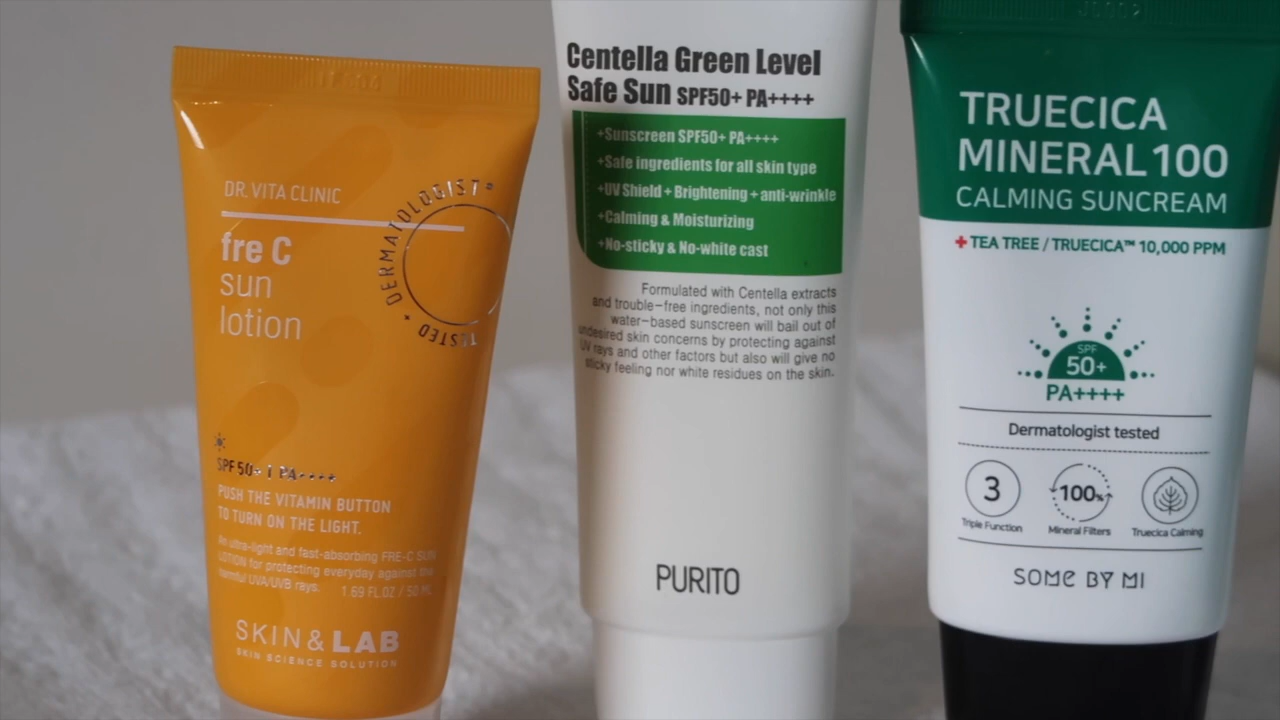 DR. VITA CLINIC
fre C
sun
lotion
DERMATOLOGIST
TESTED
SPF 50+ | PA++++
PUSH THE VITAMIN BUTTON
TO TURN ON THE LIGHT.
An ultra-light and fast-absorbing FRE-C SUN
LOTION for protecting everyday against the
harmful UVA/UVB rays. 1.69 FL.OZ / 50 ML
SKIN&LAB
SKIN SCIENCE SOLUTION
Centella Green Level
Safe Sun SPF50+ PA++++
+Sunscreen SPF50+ PA++++
+Safe ingredients for all skin type
+UV Shield + Brightening + anti-wrinkle
+Calming & Moisturizing
+No-sticky & No-white cast
Formulated with Centella extracts
and trouble-free ingredients, not only this
water-based sunscreen will bail out of
undesired skin concerns by protecting against
UV rays and other factors but also will give no
sticky feeling nor white residues on the skin.
PURITO
TRUECICA
MINERAL 100
CALMING SUNCREAM
+ TEA TREE / TRUECICA™ 10,000 PPM
SPF
50+
PA++++
Dermatologist tested
3
Triple Function
100%
Mineral Filters
Truecica Calming
SOME BY MI